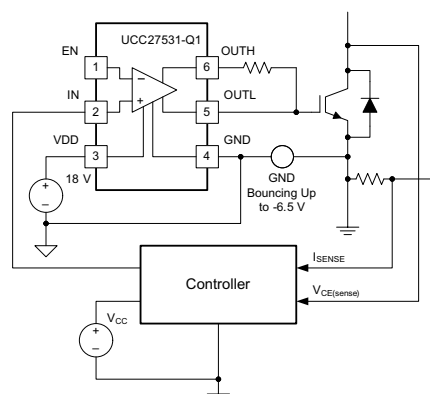 UCC27531-Q1
EN
1
6
OUTH
IN
2
5
OUTL
VDD
3
4
GND
18 V
GND
Bouncing Up
to -6.5 V
+
–
+
–
Controller
ISENSE
VCE(sense)
VCC
+
–